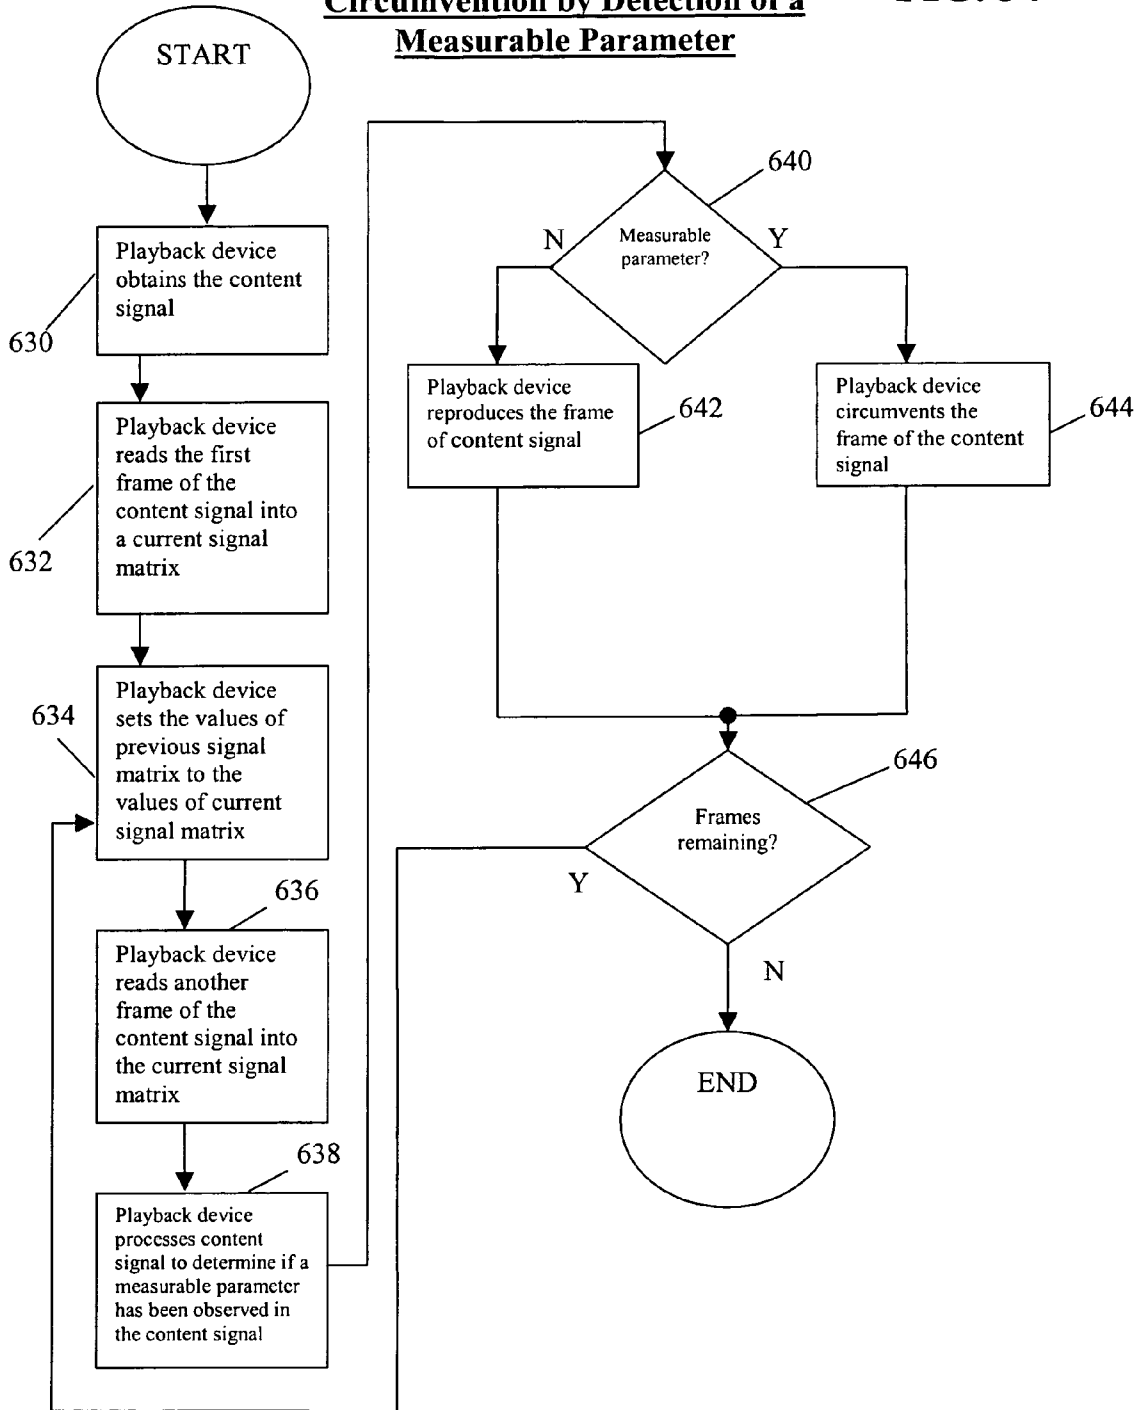 Circumvention by Detection of a
Measurable Parameter
START
630
Playback device
obtains the content
signal
632
Playback device
reads the first
frame of the
content signal into
a current signal
matrix
634
Playback device
sets the values of
previous signal
matrix to the
values of current
signal matrix
636
Playback device
reads another
frame of the
content signal into
the current signal
matrix
638
Playback device
processes content
signal to determine if a
measurable parameter
has been observed in
the content signal
640
Measurable
parameter?
N
Y
Playback device
reproduces the frame
of content signal
642
Playback device
circumvents the
frame of the content
signal
644
646
Frames
remaining?
Y
N
END